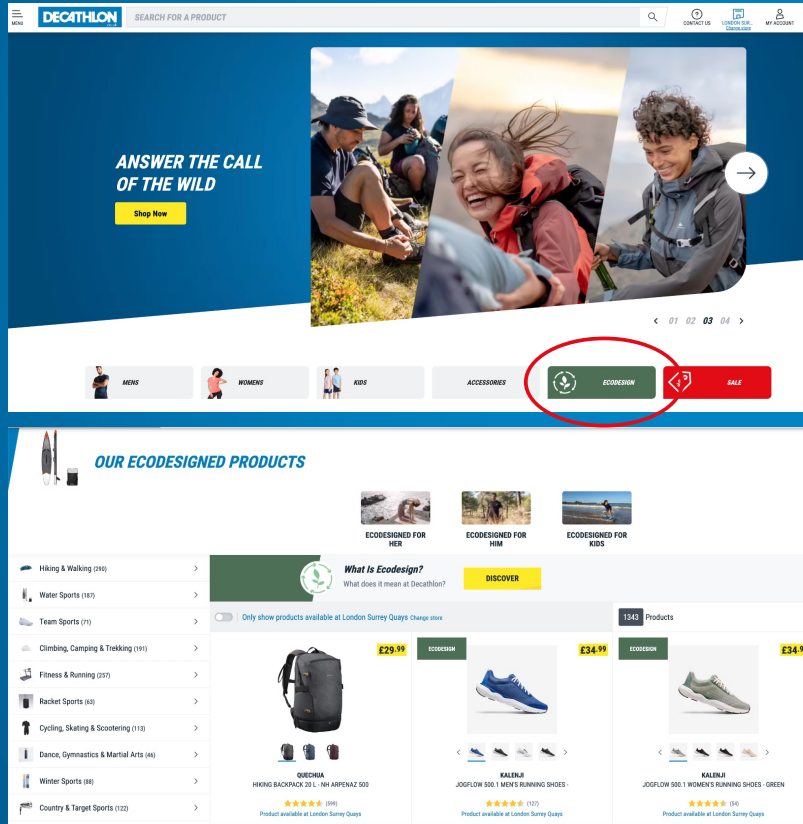 MENU
DECATHLON
SEARCH FOR A PRODUCT
CONTACT US
LONDON SUR...
Change store
MY ACCOUNT
ANSWER THE CALL
OF THE WILD
Shop Now
< 01 02 03 04 >
MENS
WOMENS
KIDS
ACCESSORIES
ECODESIGN
SALE
OUR ECODESIGNED PRODUCTS
ECODESIGNED FOR
HER
ECODESIGNED FOR
HIM
ECODESIGNED FOR
KIDS
Hiking & Walking (290)
Water Sports (187)
Team Sports (71)
Climbing, Camping & Trekking (191)
Fitness & Running (257)
Racket Sports (63)
Cycling, Skating & Scootering (113)
Dance, Gymnastics & Martial Arts (46)
Winter Sports (88)
Country & Target Sports (122)
What Is Ecodesign?
What does it mean at Decathlon?
DISCOVER
Only show products available at London Surrey Quays Change store
1343 Products
£29.99
QUECHUA
HIKING BACKPACK 20 L - NH ARPENAZ 500
(599)
Product available at London Surrey Quays
ECODESIGN
£34.99
KALENJI
JOGFLOW 500.1 MEN'S RUNNING SHOES -
(127)
Product available at London Surrey Quays
ECODESIGN
£34.9
KALENJI
JOGFLOW 500.1 WOMEN'S RUNNING SHOES - GREEN
(54)
Product available at London Surrey Quays